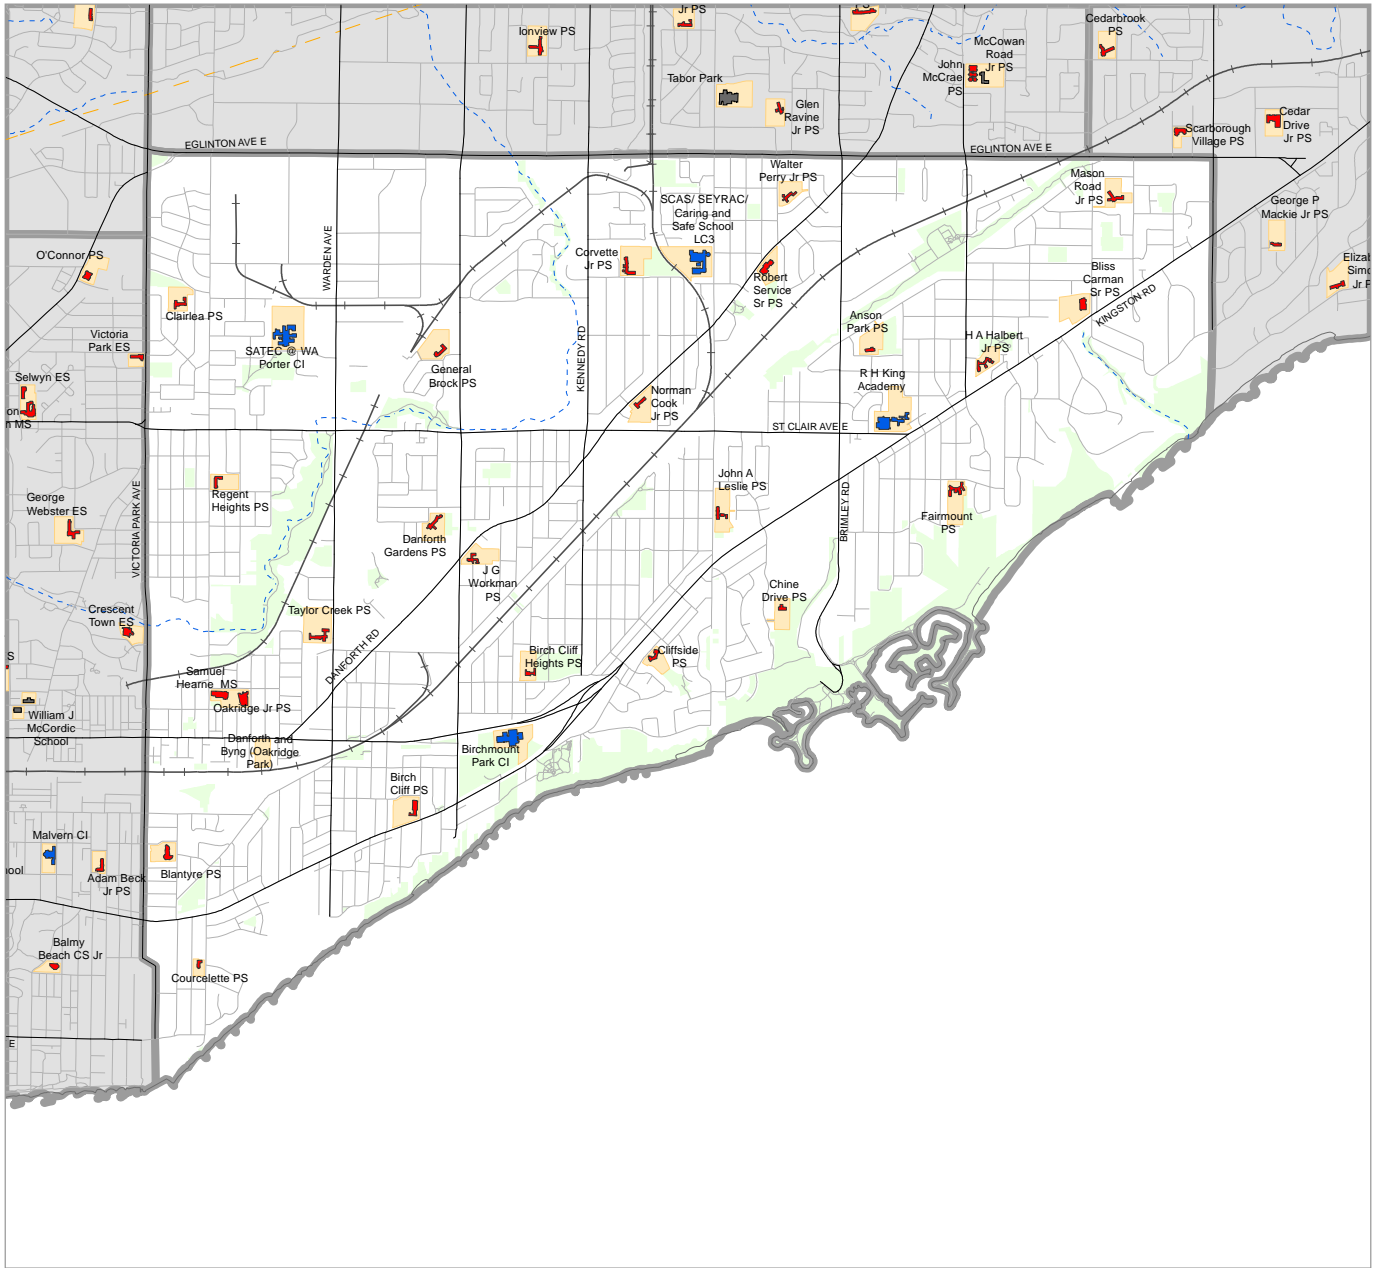 Jr PS
Ionview PS
Cedarbrook
PS
McCowan
Road
Jr PS
John
McCrae
PS
Tabor Park
Glen
Ravine
Jr PS
Cedar
Drive
Jr PS
Scarborough
Village PS
EGLINTON AVE E
EGLINTON AVE E
Walter
Perry Jr PS
Mason
Road
Jr PS
SCAS/ SEYRAC/
Caring and
Safe School
LC3
George P
Mackie Jr PS
WARDEN AVE
O'Connor PS
Corvette
Jr PS
Robert
Service
Sr PS
Bliss
Carman
Sr PS
KINGSTON RD
Clairlea PS
Anson
Park PS
H A Halbert
Jr PS
Victoria
Park ES
SATEC @ WA
Porter CI
General
Brock PS
KENNEDY RD
R H King
Academy
Selwyn ES
on
n MS
Norman
Cook
Jr PS
ST CLAIR AVE E
John A
Leslie PS
Regent
Heights PS
George
Webster ES
VICTORIA PARK AVE
BRIMLEY RD
Fairmount
PS
Danforth
Gardens PS
J G
Workman
PS
Chine
Drive PS
Crescent
Town ES
Taylor Creek PS
DANFORTH RD
Birch Cliff
Heights PS
Cliffside
PS
S
Samuel
Hearne MS
Oakridge Jr PS
William J
McCordic
School
Danforth and
Byng (Oakridge
Park)
Birchmount
Park CI
Birch
Cliff PS
Malvern CI
ool
Adam Beck
Jr PS
Blantyre PS
Balmy
Beach CS Jr
Courcelette PS
E